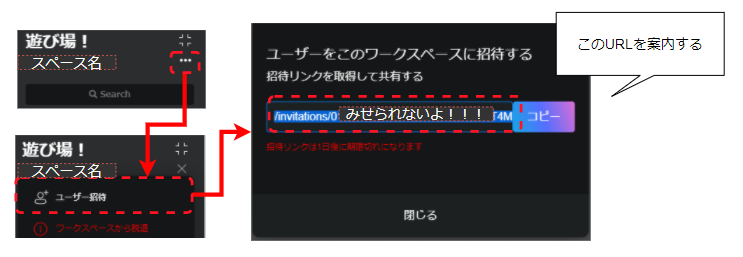 遊び場！
スペース名
•••
Search
遊び場！
スペース名
ユーザー招待
ワークスペースから脱退
ユーザーをこのワークスペースに招待する
招待リンクを取得して共有する
/invitations/0 みせられないよ！！！ T4M コピー
招待リンクは1日後に期限切れになります
閉じる
このURLを案内する